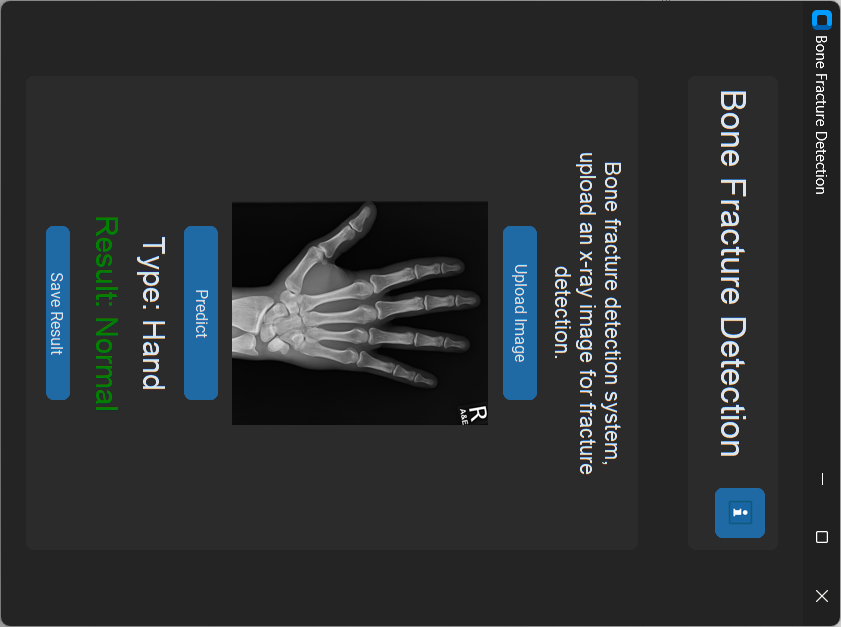 Bone Fracture Detection
Bone Fracture Detection
i
Bone fracture detection system,
upload an x-ray image for fracture
detection.
Upload Image
R
A&E
Predict
Type: Hand
Result: Normal
Save Result